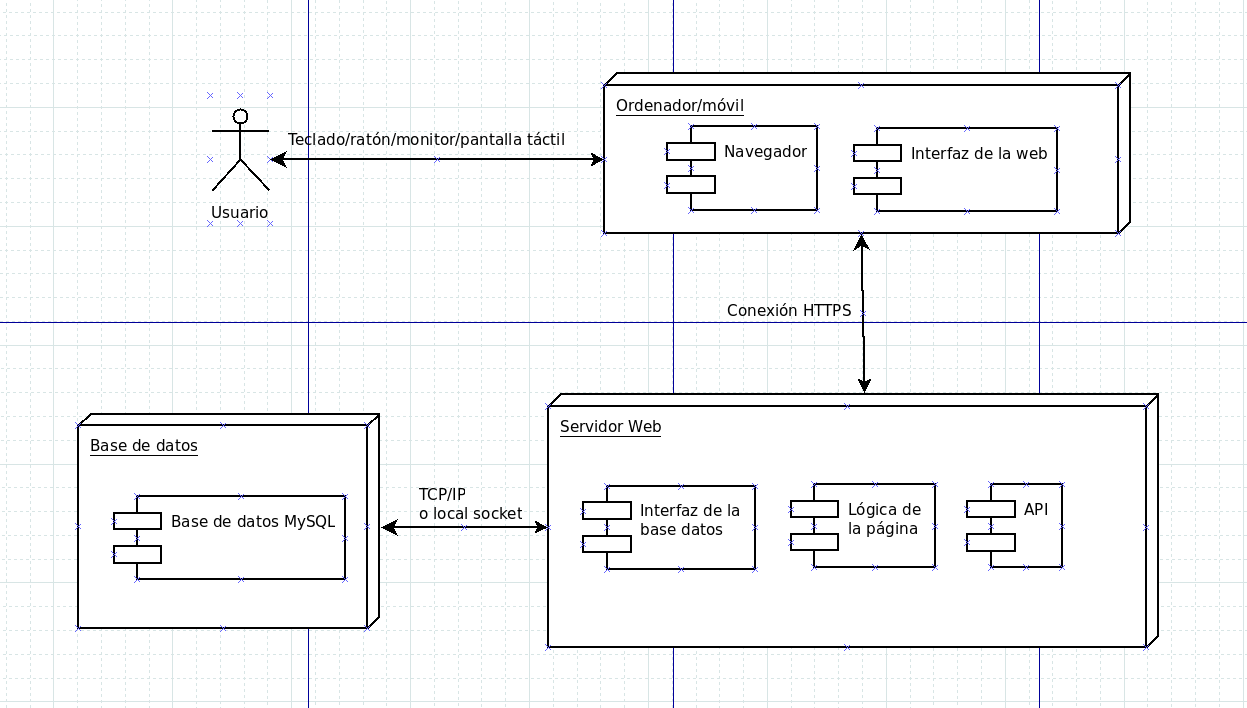 Ordenador/móvil
Teclado/ratón/monitor/pantalla táctil
Navegador
Interfaz de la web
Usuario
Conexión HTTPS
Servidor Web
Base de datos
TCP/IP
o local socket
Base de datos MySQL
Interfaz de la
base datos
Lógica de
la página
API